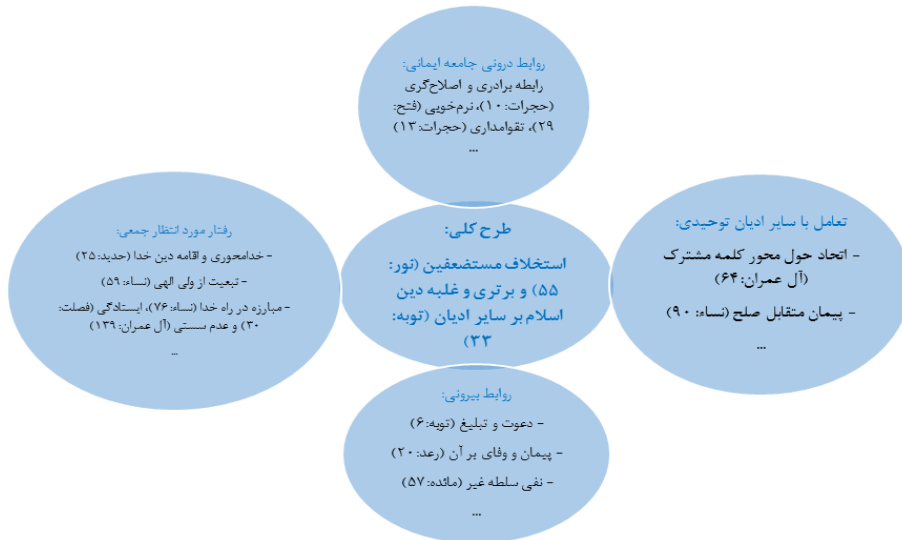 روابط درونی جامعه ایمانی:
رابطه برادری و اصلاح‌گری
(حجرات: ۱۰)، نرم‌خویی (فتح:
۲۹)، تقوامداری (حجرات: ۱۳)
...
تعامل با سایر ادیان توحیدی:
- اتحاد حول محور کلمه مشترک
(آل عمران: ۶۴)
- پیمان متقابل صلح (نساء: ۹۰)
...
طرح کلی:
استخلاف مستضعفین (نور:
۵۵) و برتری و غلبه دین
اسلام بر سایر ادیان (توبه:
۳۳)
رفتار مورد انتظار جمعی:
- خدامحوری و اقامه دین خدا (حدید: ۲۵)
- تبعیت از ولی الهی (نساء: ۵۹)
- مبارزه در راه خدا (نساء: ۷۶)، ایستادگی (فصلت:
۳۰) و عدم سستی (آل عمران: ۱۳۹)
...
روابط بیرونی:
- دعوت و تبلیغ (توبه: ۶)
- پیمان و وفای بر آن (رعد: ۲۰)
- نفی سلطه غیر (مائده: ۵۷)
...